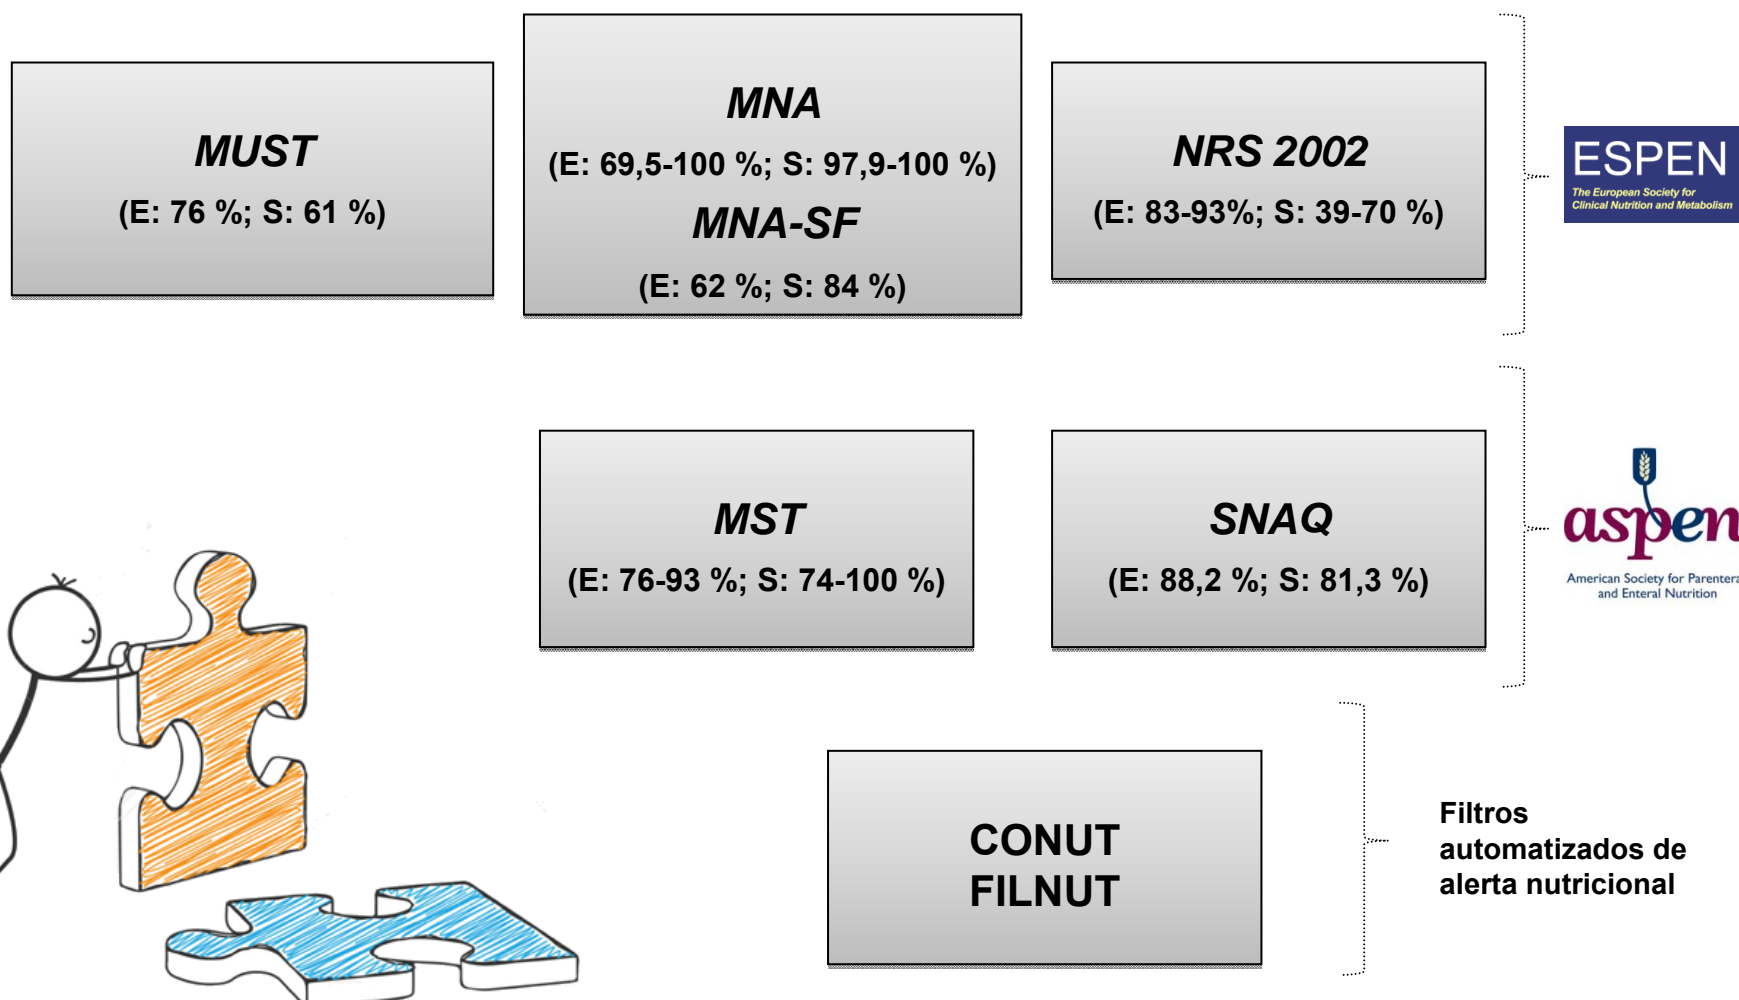 MUST
(E: 76 %; S: 61 %)
MNA
(E: 69,5-100 %; S: 97,9-100 %)
MNA-SF
(E: 62 %; S: 84 %)
NRS 2002
(E: 83-93%; S: 39-70 %)
ESPEN
The European Society for
Clinical Nutrition and Metabolism
MST
(E: 76-93 %; S: 74-100 %)
SNAQ
(E: 88,2 %; S: 81,3 %)
aspen
American Society for Parentera
and Enteral Nutrition
CONUT
FILNUT
Filtros
automatizados de
alerta nutricional